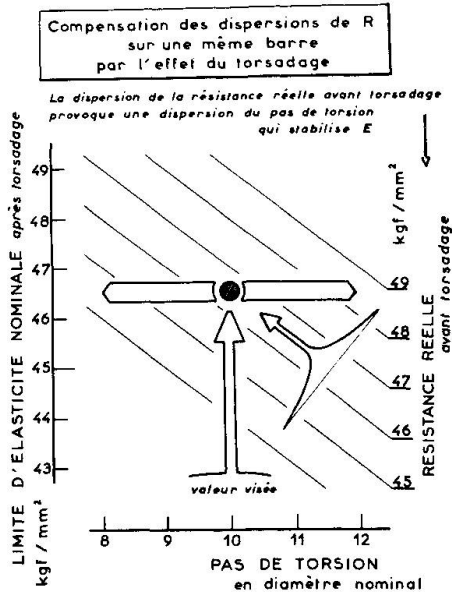 Compensation des dispersions de R
sur une même barre
par l'effet du torsadage
La dispersion de la résistance réelle avant torsadage
provoque une dispersion du pas de torsion
qui stabilise E
LIMITE D'ELASTICITE NOMINALE après torsadage
kgf / mm²
49
48
47
46
45
44
43
kgf / mm²
RESISTANCE REELLE
avant torsadage
49
48
47
46
45
valeur visée
8
9
10
11
12
PAS DE TORSION
en diamètre nominal